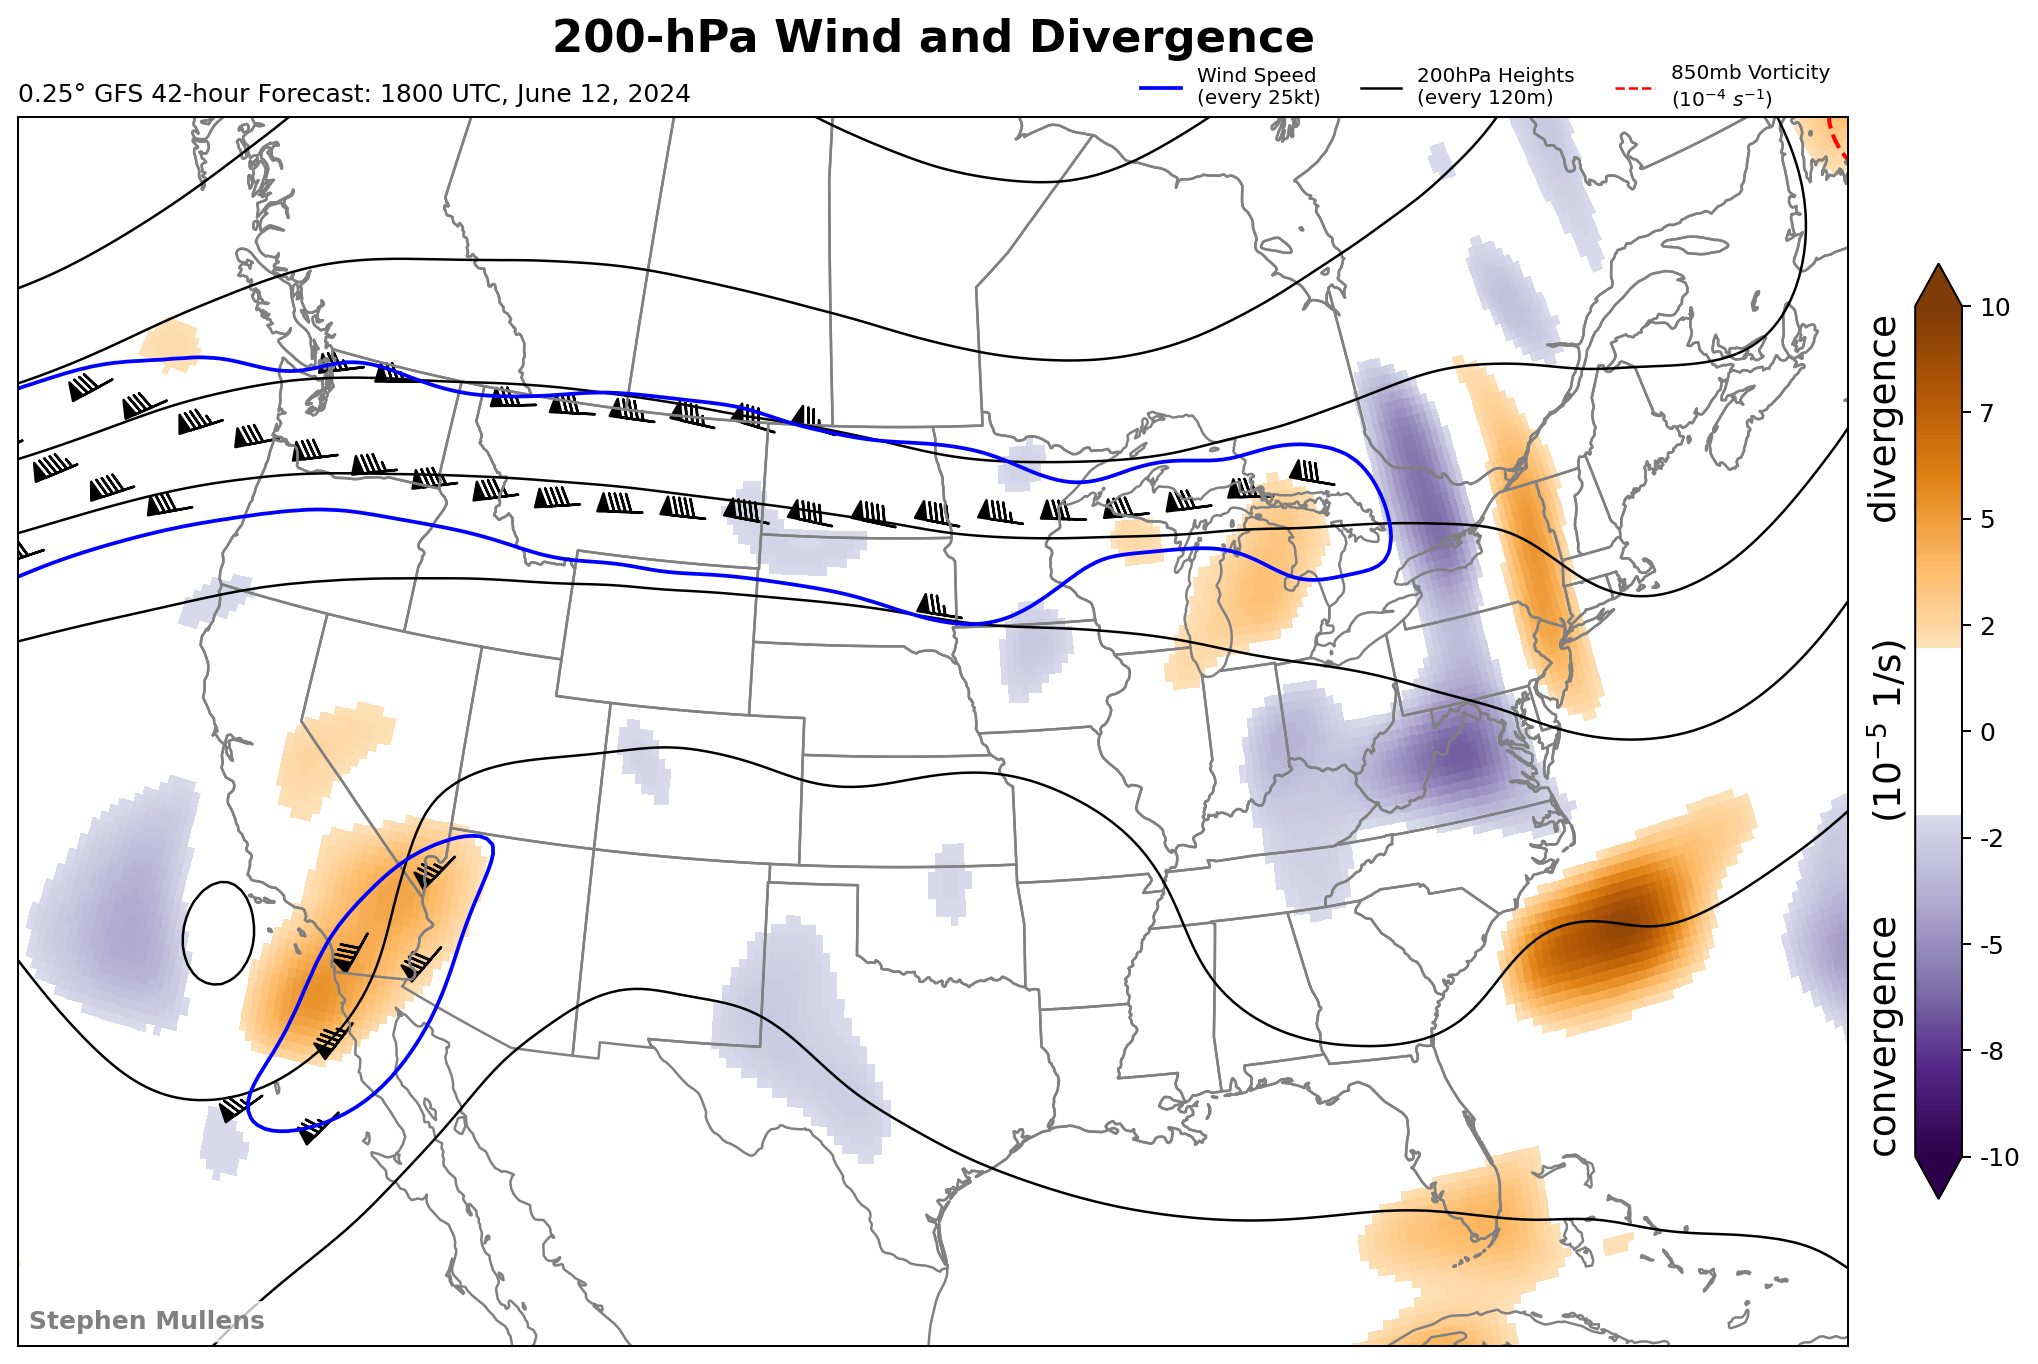 200-hPa Wind and Divergence
0.25° GFS 42-hour Forecast: 1800 UTC, June 12, 2024
Wind Speed
(every 25kt)
200hPa Heights
(every 120m)
850mb Vorticity
(10⁻⁴ s⁻¹)
10
7
5
2
0
-2
-5
-8
-10
convergence (10⁻⁵ 1/s) divergence
Stephen Mullens